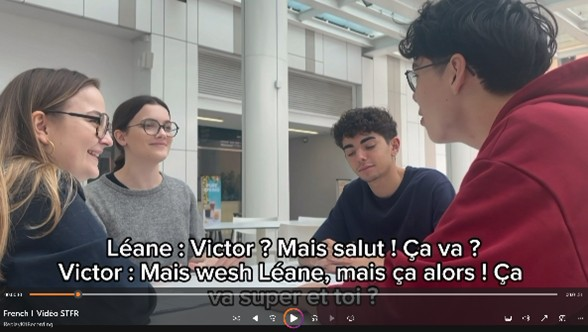 Léane : Victor ? Mais salut ! Ça va ?
Victor : Mais wesh Léane, mais ça alors ! Ça
va super et toi ?
French I Vidéo STFR